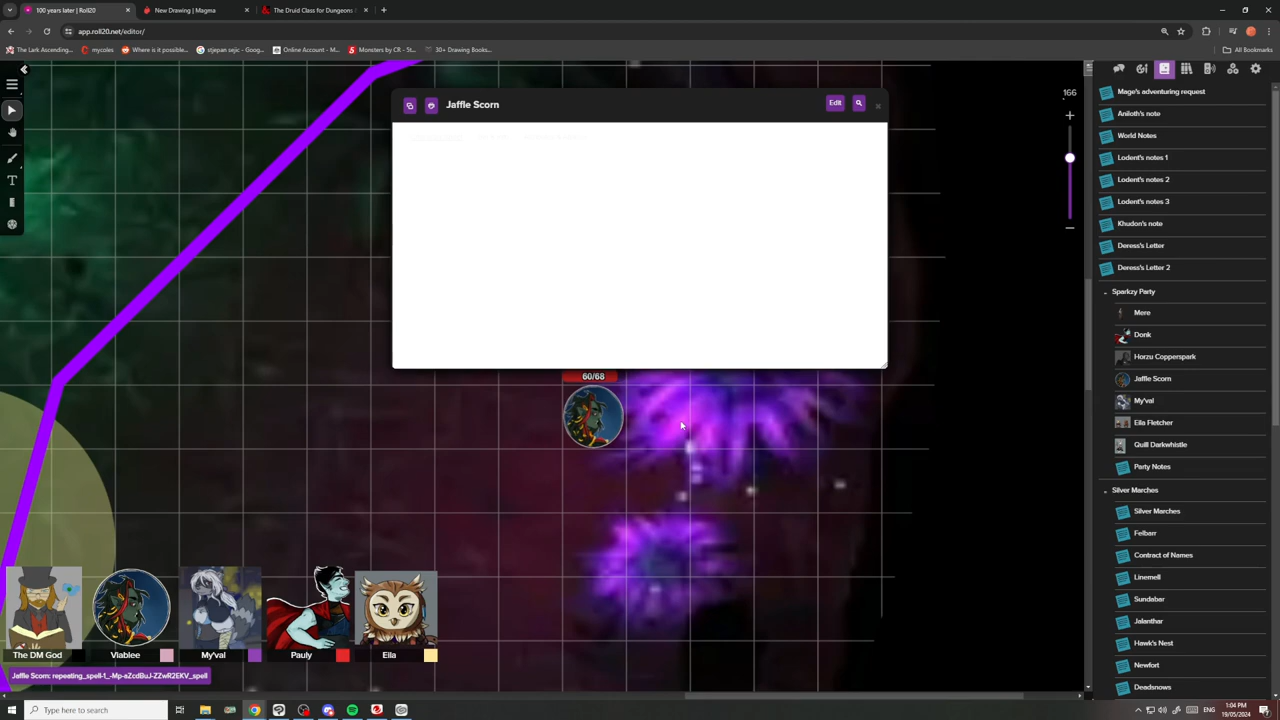 100 years later | Roll20
New Drawing | Magma
The Druid Class for Dungeons
app.roll20.net/editor/
The Lark Ascending...
mycoles
Where is it possible...
stjepan sejic - Goog...
Online Account - M...
Monsters by CR - St...
30+ Drawing Books...
All Bookmarks
Jaffle Scorn
Edit
166
60/68
Mage's adventuring request
Aniloth's note
World Notes
Lodent's notes 1
Lodent's notes 2
Lodent's notes 3
Khudon's note
Deress's Letter
Deress's Letter 2
Sparkzy Party
Mere
Donk
Horzu Copperspark
Jaffle Scorn
My'val
Ella Fletcher
Quill Darkwhistle
Party Notes
Silver Marches
Silver Marches
Felbarr
Contract of Names
Linemell
Sundabar
Jalanthar
Hawk's Nest
Newfort
Deadsnows
The DM God
Viablee
My'val
Pauly
Ella
Jaffle Scorn: repeating_spell-1_-Mp-aZcdBuJ-ZZwR2EKV_spell
Type here to search
ENG
1:04 PM
19/05/2024